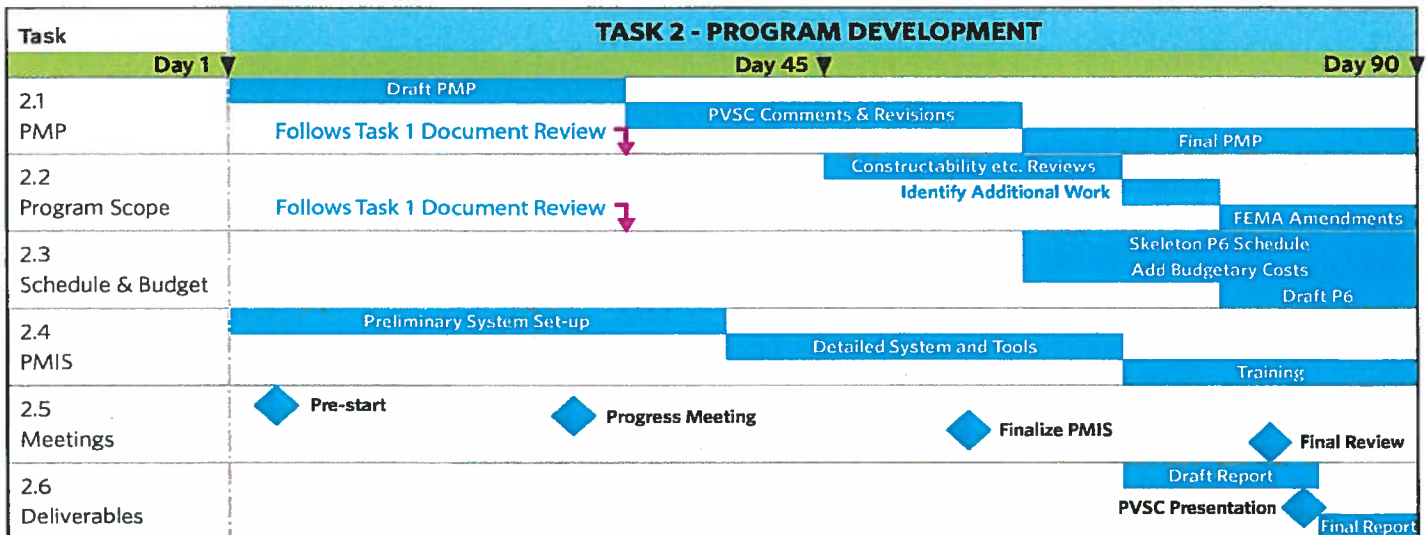 Task
TASK 2 - PROGRAM DEVELOPMENT
Day 1
Day 45
Day 90
2.1
PMP
Draft PMP
PVSC Comments & Revisions
Follows Task 1 Document Review
Final PMP
2.2
Program Scope
Constructability etc. Reviews
Identify Additional Work
Follows Task 1 Document Review
FEMA Amendments
2.3
Schedule & Budget
Skeleton P6 Schedule
Add Budgetary Costs
Draft P6
2.4
PMIS
Preliminary System Set-up
Detailed System and Tools
Training
2.5
Meetings
Pre-start
Progress Meeting
Finalize PMIS
Final Review
2.6
Deliverables
Draft Report
PVSC Presentation
Final Report